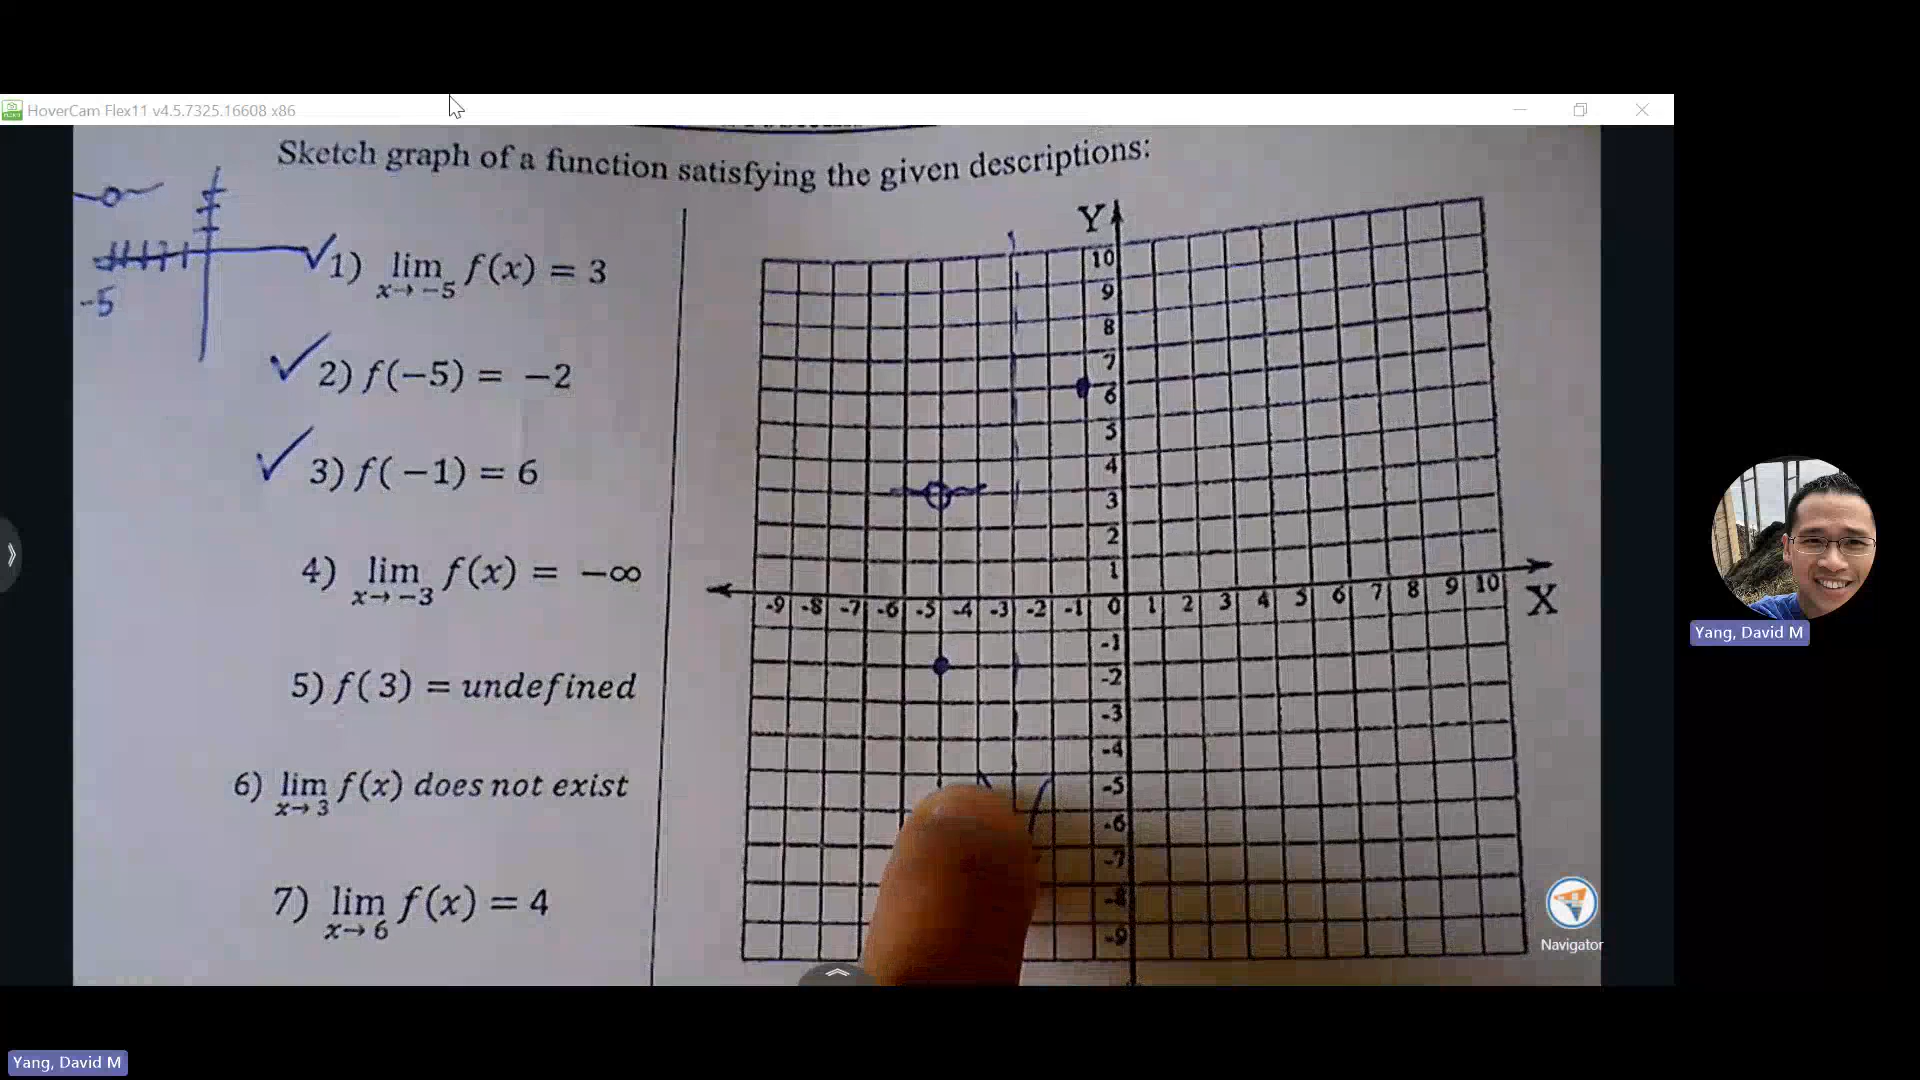 HoverCam Flex11 v4.5.7325.16608 x86
Sketch graph of a function satisfying the given descriptions:
✓1) lim x→ -5 f(x) = 3
-5
✓2) f(-5) = -2
✓3) f(-1) = 6
4) lim x→ -3 f(x) = -∞
5) f(3) = undefined
6) lim x→ 3 f(x) does not exist
7) lim x→ 6 f(x) = 4
Y
10
9
8
7
6
5
4
3
2
1
-9 -8 -7 -6 -5 -4 -3 -2 -1 0 1 2 3 4 5 6 7 8 9 10
X
-1
-2
-3
-4
-5
-6
-7
-8
-9
Navigator
Yang, David M
Yang, David M